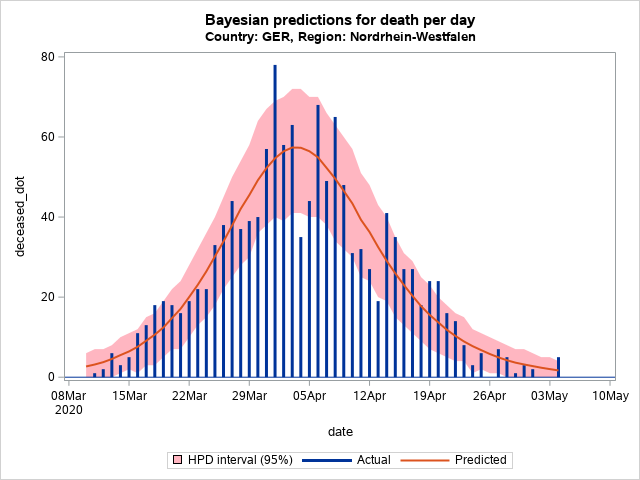 Bayesian predictions for death per day
Country: GER, Region: Nordrhein-Westfalen
80
60
40
20
0
deceased_dot
08Mar 15Mar 22Mar 29Mar 05Apr 12Apr 19Apr 26Apr 03May 10May
2020
date
HPD interval (95%) Actual Predicted